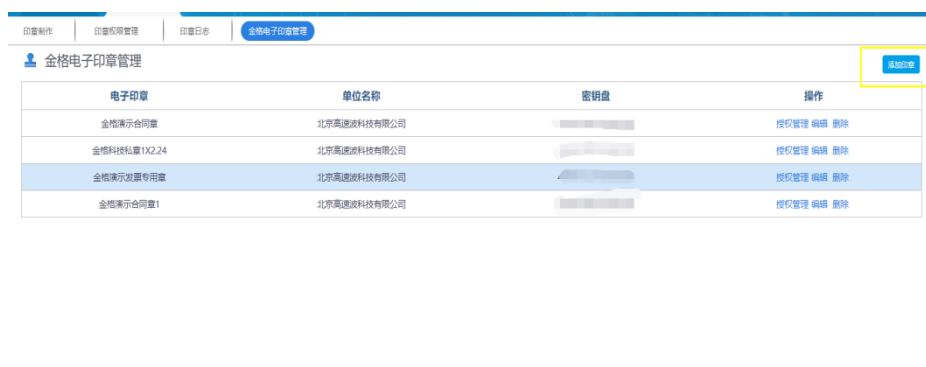 印章制作 印章权限管理 印章日志 金格电子印章管理
金格电子印章管理 添加印章
电子印章 单位名称 密钥盘 操作
金格演示合同章 北京高速波科技有限公司 授权管理 编辑 删除
金格科技私章1X2.24 北京高速波科技有限公司 授权管理 编辑 删除
金格演示发票专用章 北京高速波科技有限公司 授权管理 编辑 删除
金格演示合同章1 北京高速波科技有限公司 授权管理 编辑 删除